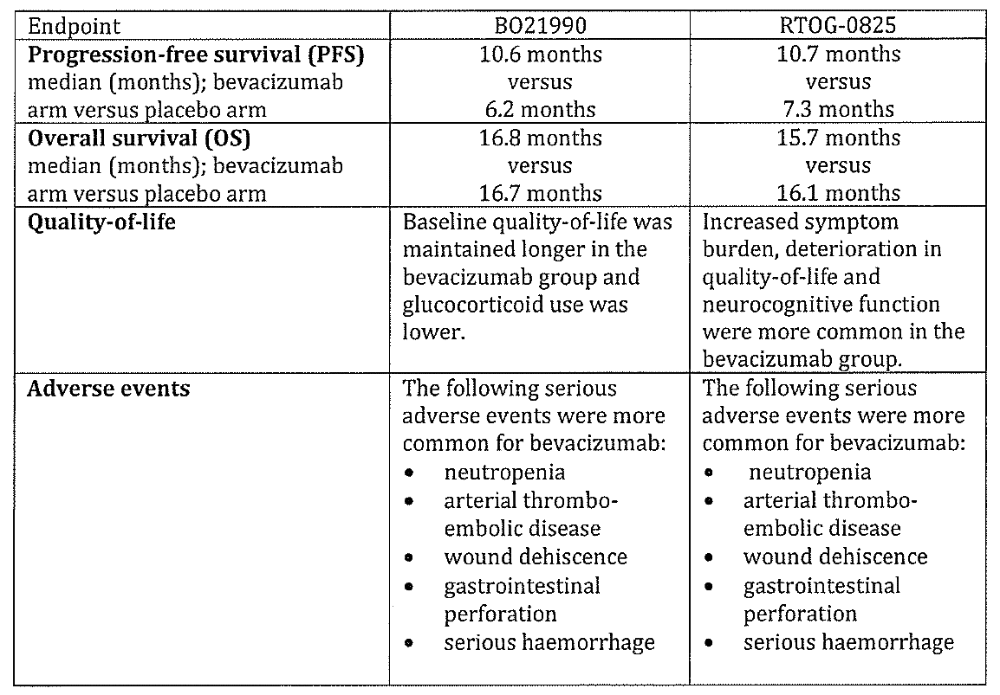 Endpoint BO21990 RTOG-0825
Progression-free survival (PFS)
median (months); bevacizumab
arm versus placebo arm
10.6 months
versus
6.2 months
10.7 months
versus
7.3 months
Overall survival (OS)
median (months); bevacizumab
arm versus placebo arm
16.8 months
versus
16.7 months
15.7 months
versus
16.1 months
Quality-of-life
Baseline quality-of-life was
maintained longer in the
bevacizumab group and
glucocorticoid use was
lower.
Increased symptom
burden, deterioration in
quality-of-life and
neurocognitive function
were more common in the
bevacizumab group.
Adverse events
The following serious
adverse events were more
common for bevacizumab:
• neutropenia
• arterial thrombo-
embolic disease
• wound dehiscence
• gastrointestinal
perforation
• serious haemorrhage
The following serious
adverse events were more
common for bevacizumab:
• neutropenia
• arterial thrombo-
embolic disease
• wound dehiscence
• gastrointestinal
perforation
• serious haemorrhage